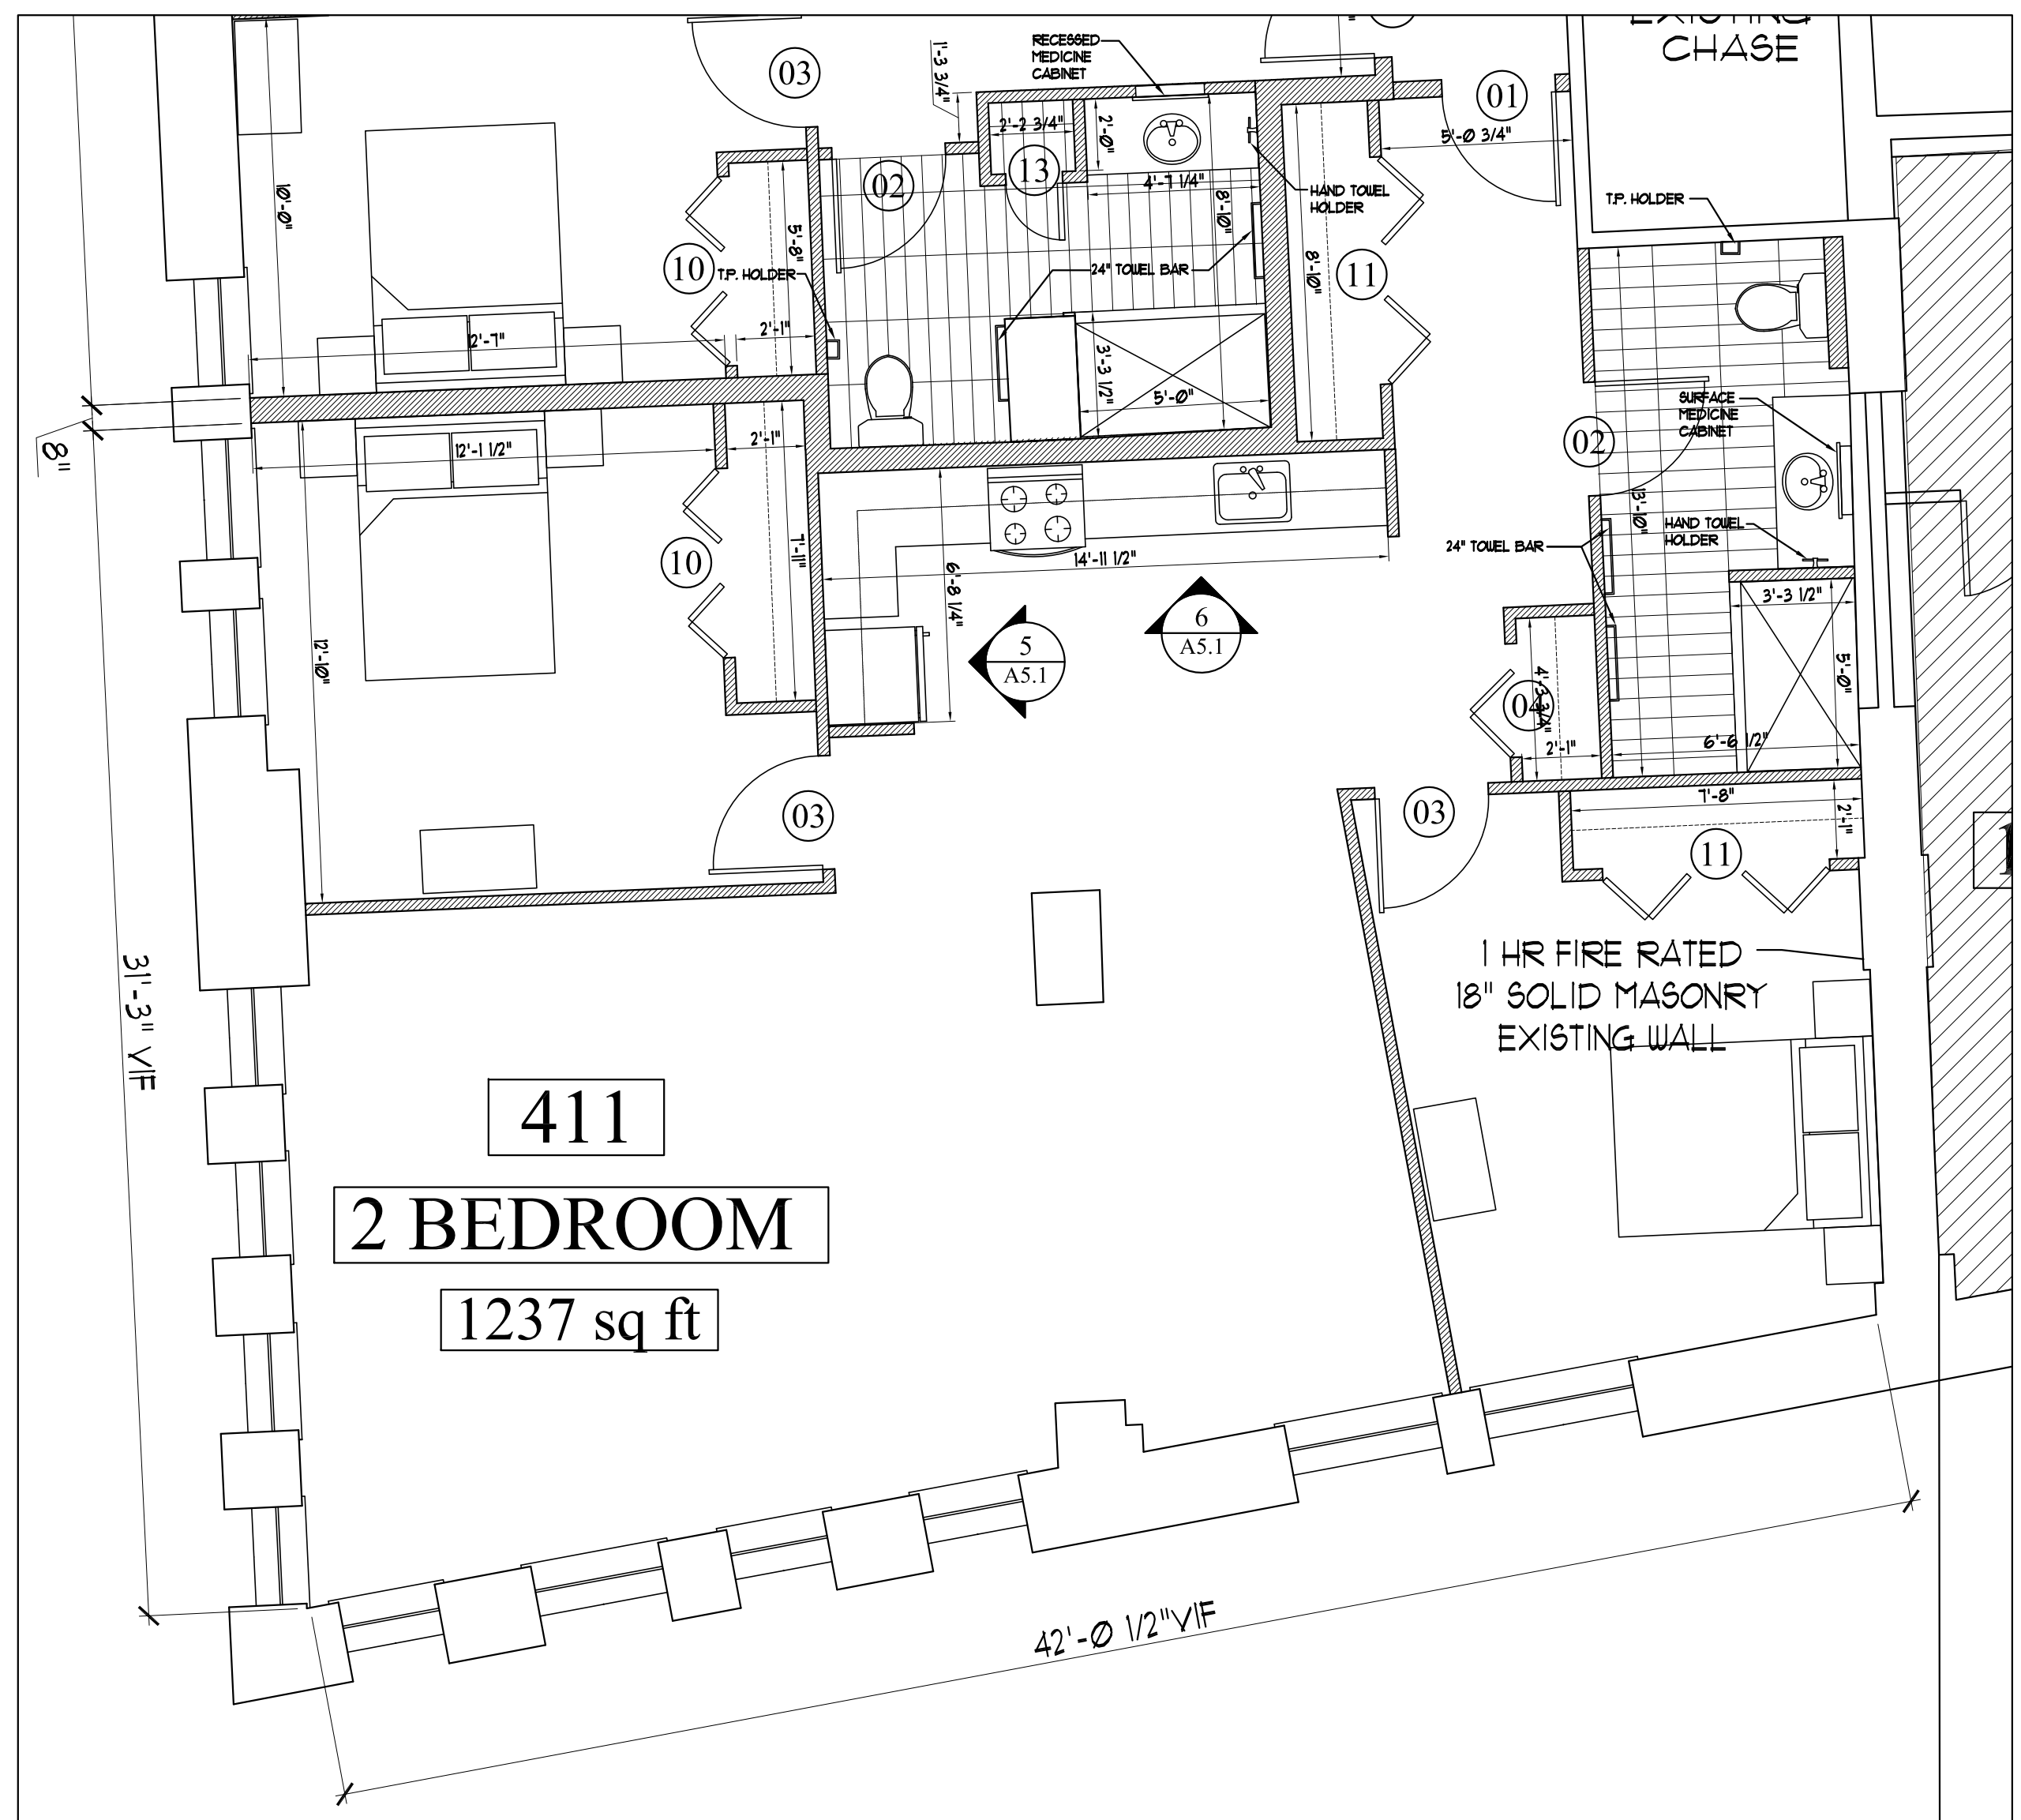 EXISTING
CHASE
RECESSED
MEDICINE
CABINET
1'-3 3/4"
03
01
5'-0 3/4"
2'-2 3/4"
2'-0"
13
02
4'-7 1/4"
8'-10"
HAND TOWEL
HOLDER
T.P. HOLDER
10'-0"
5'-8"
10
T.P. HOLDER
24" TOWEL BAR
8'-10"
11
2'-1"
2'-7"
3'-3 1/2"
5'-0"
SURFACE
MEDICINE
CABINET
02
8"
12'-1 1/2"
2'-1"
13'-10"
HAND TOWEL
HOLDER
24" TOWEL BAR
7'-11"
10
14'-11 1/2"
6'-8 1/4"
3'-3 1/2"
5
A5.1
6
A5.1
12'-10"
5'-0"
4'-3 3/4"
04
2'-1"
6'-6 1/2"
7'-8"
2'-1"
03
03
11
1 HR FIRE RATED
18" SOLID MASONRY
EXISTING WALL
31'-3" VIF
411
2 BEDROOM
1237 sq ft
42'-0 1/2"VIF